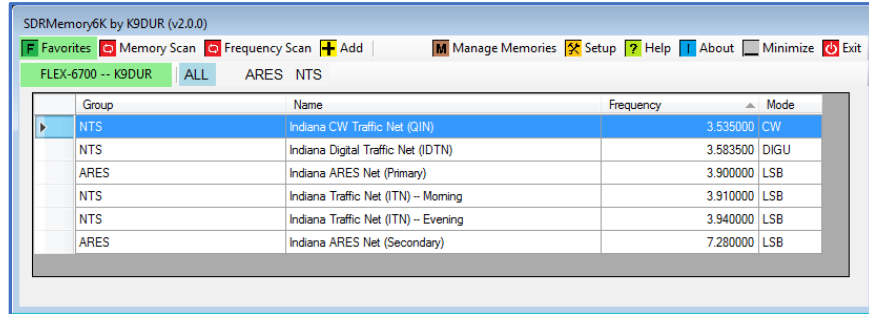 SDRMemory6K by K9DUR (v2.0.0)
F Favorites Memory Scan Frequency Scan Add M Manage Memories Setup ? Help I About Minimize Exit
FLEX-6700 -- K9DUR ALL ARES NTS
Group Name Frequency Mode
NTS Indiana CW Traffic Net (QIN) 3.535000 CW
NTS Indiana Digital Traffic Net (IDTN) 3.583500 DIGU
ARES Indiana ARES Net (Primary) 3.900000 LSB
NTS Indiana Traffic Net (ITN) -- Morning 3.910000 LSB
NTS Indiana Traffic Net (ITN) -- Evening 3.940000 LSB
ARES Indiana ARES Net (Secondary) 7.280000 LSB